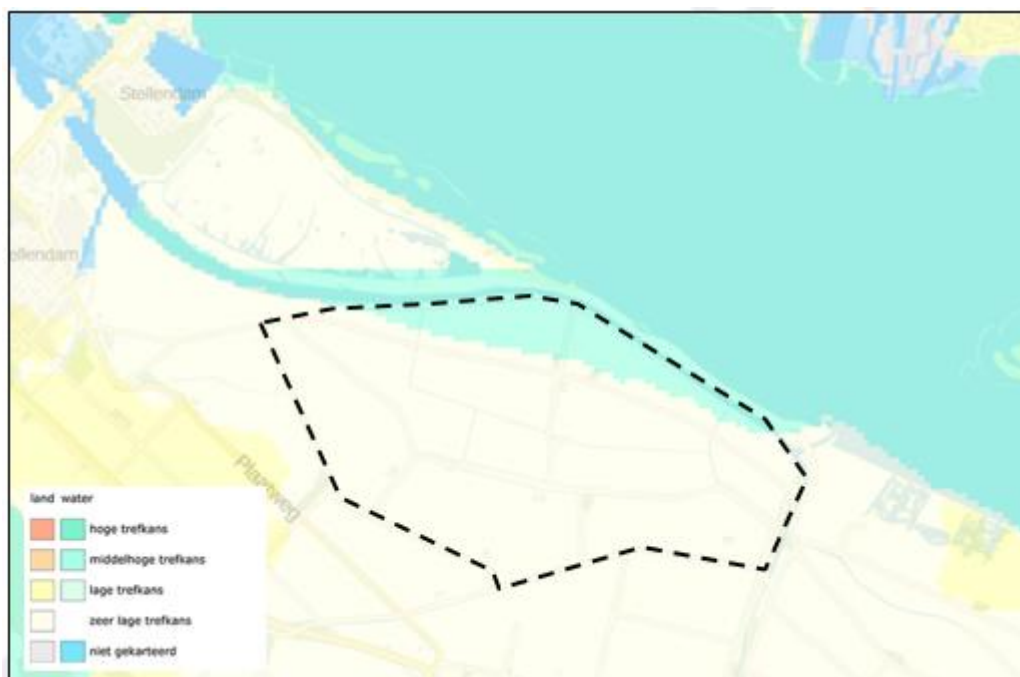 Stellendam
ellendam
Plaatweg
land water
hoge trefkans
middelhoge trefkans
lage trefkans
zeer lage trefkans
niet gekarteerd